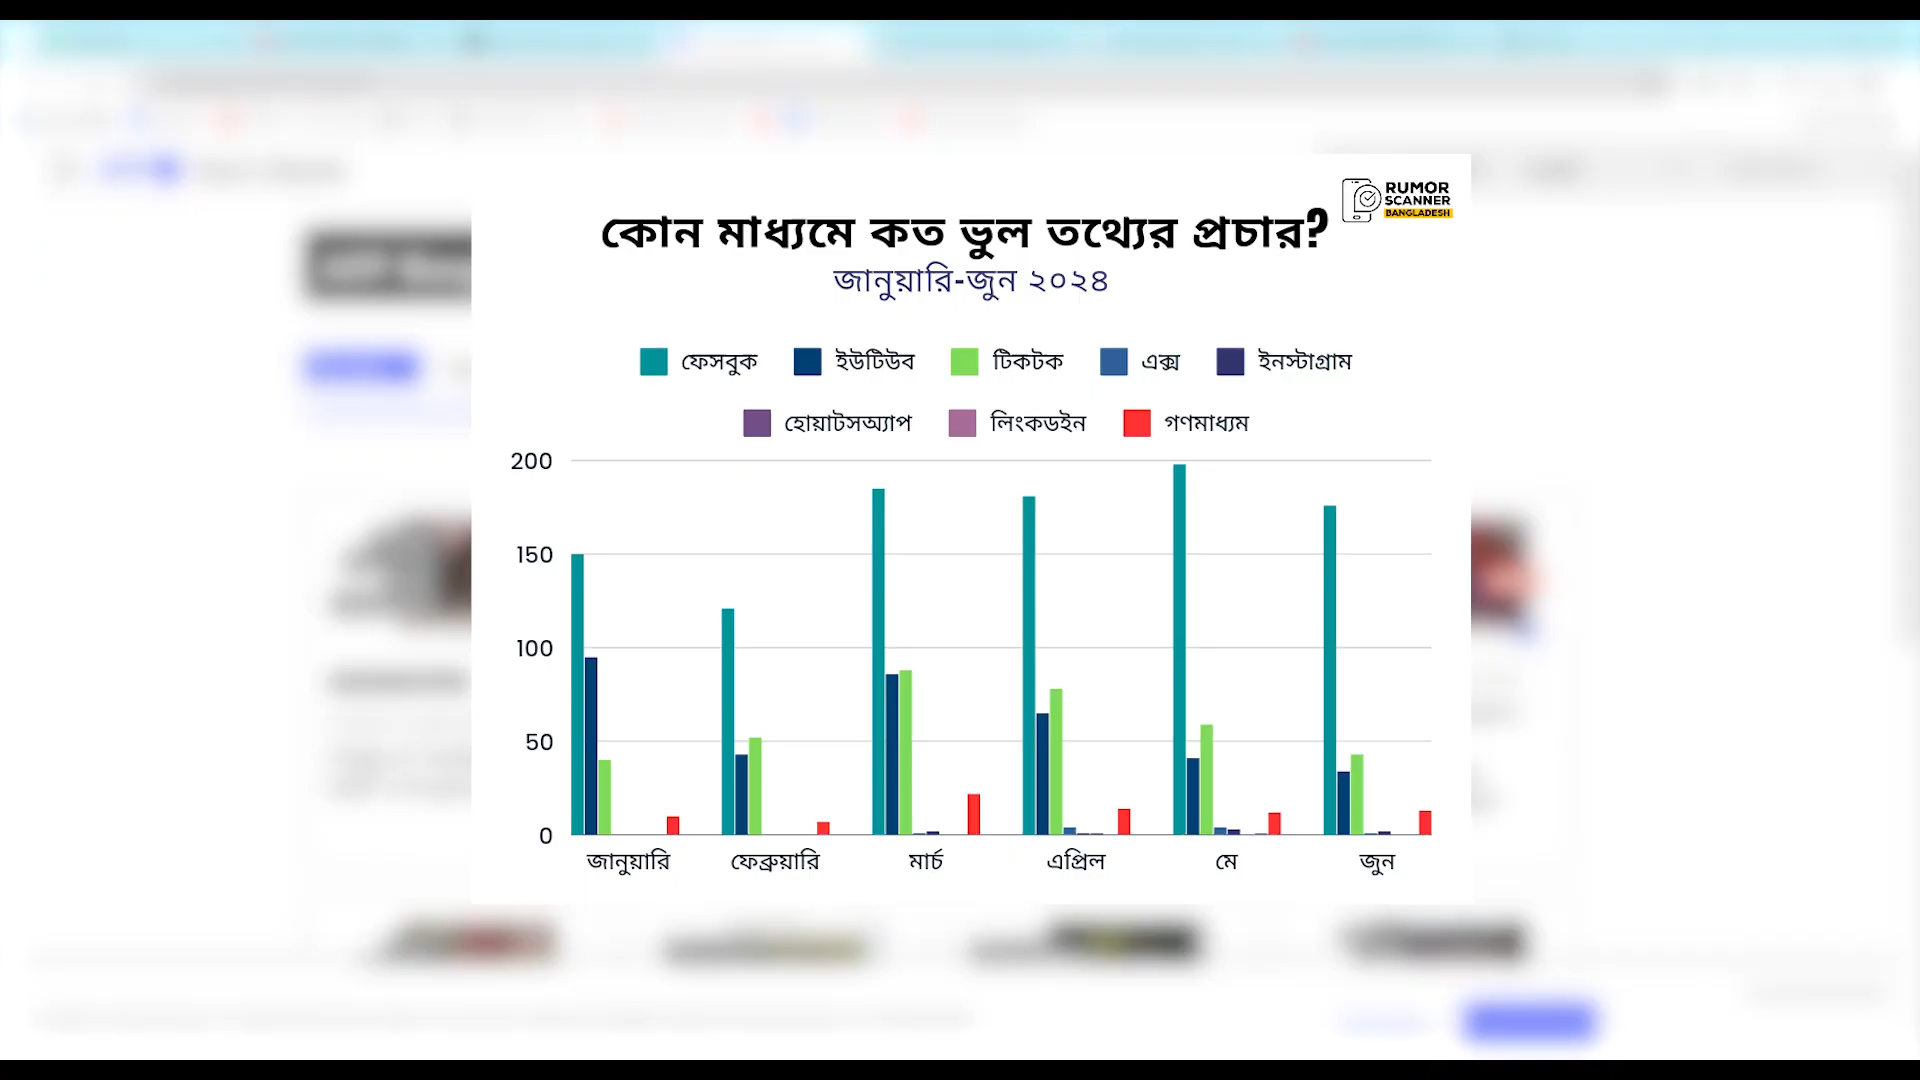 RUMOR
SCANNER
BANGLADESH
কোন মাধ্যমে কত ভুল তথ্যের প্রচার?
জানুয়ারি-জুন ২০২৪
ফেসবুক ইউটিউব টিকটক এক্স ইনস্টাগ্রাম
হোয়াটসঅ্যাপ লিংকডইন গণমাধ্যম
200
150
100
50
0
জানুয়ারি ফেব্রুয়ারি মার্চ এপ্রিল মে জুন